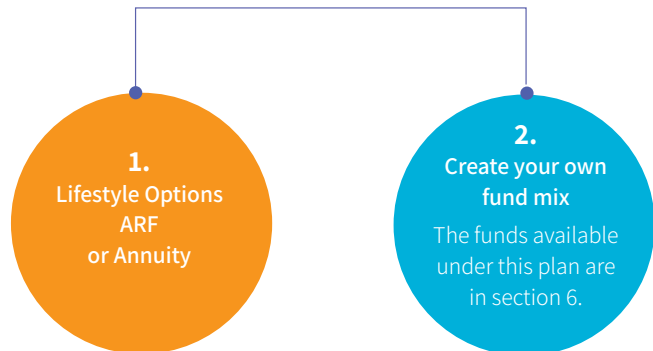 1.
Lifestyle Options
ARF
or Annuity
2.
Create your own
fund mix
The funds available
under this plan are
in section 6.